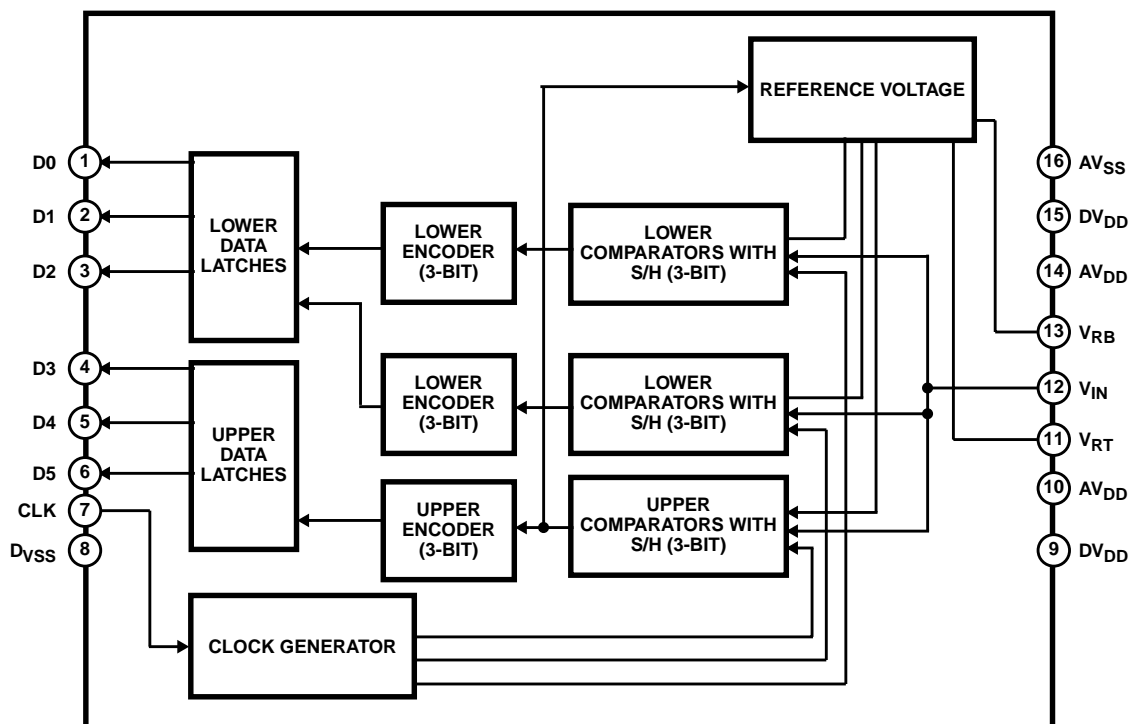 REFERENCE VOLTAGE
D0
1
D1
2
D2
3
D3
4
D4
5
D5
6
CLK
7
DVSS
8
LOWER
DATA
LATCHES
UPPER
DATA
LATCHES
LOWER
ENCODER
(3-BIT)
LOWER
ENCODER
(3-BIT)
UPPER
ENCODER
(3-BIT)
LOWER
COMPARATORS WITH
S/H (3-BIT)
LOWER
COMPARATORS WITH
S/H (3-BIT)
UPPER
COMPARATORS WITH
S/H (3-BIT)
CLOCK GENERATOR
16
AVSS
15
DVDD
14
AVDD
13
VRB
12
VIN
11
VRT
10
AVDD
9
DVDD